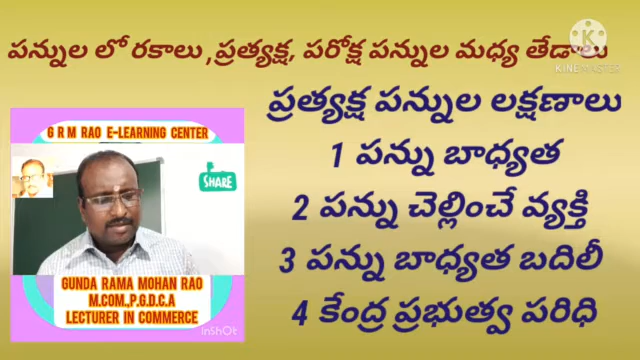 పన్నుల లో రకాలు ,ప్రత్యక్ష, పరోక్ష పన్నుల మధ్య తేడాలు
KINEMASTER
ప్రత్యక్ష పన్నుల లక్షణాలు
1 పన్ను బాధ్యత
2 పన్ను చెల్లించే వ్యక్తి
3 పన్ను బాధ్యత బదిలీ
4 కేంద్ర ప్రభుత్వ పరిధి
G R M RAO E-LEARNING CENTER
SHARE
GUNDA RAMA MOHAN RAO
M.COM.,P.G.D.C.A
LECTURER IN COMMERCE
InShOt